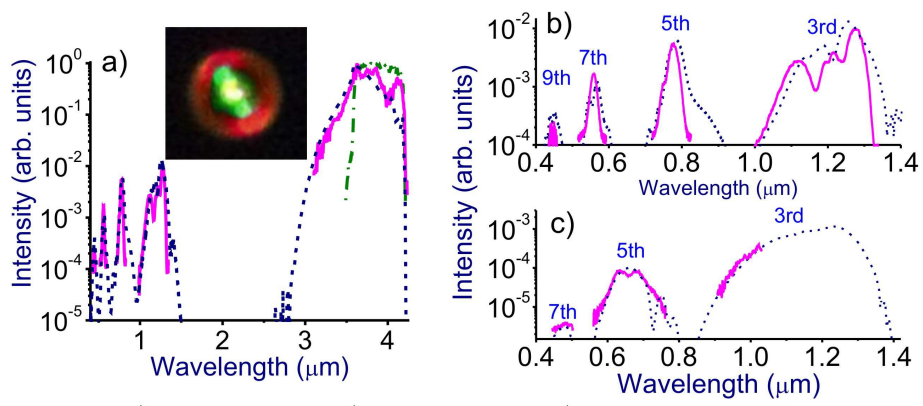 a)
Intensity (arb. units)
10^0
10^-1
10^-2
10^-3
10^-4
10^-5
1
2
3
4
Wavelength (μm)
b)
Intensity (arb. units)
10^-2
10^-3
10^-4
9th
7th
5th
3rd
0.4 0.6 0.8 1.0 1.2 1.4
Wavelength (μm)
c)
10^-3
10^-4
10^-5
7th
5th
3rd
0.4 0.6 0.8 1.0 1.2 1.4
Wavelength (μm)